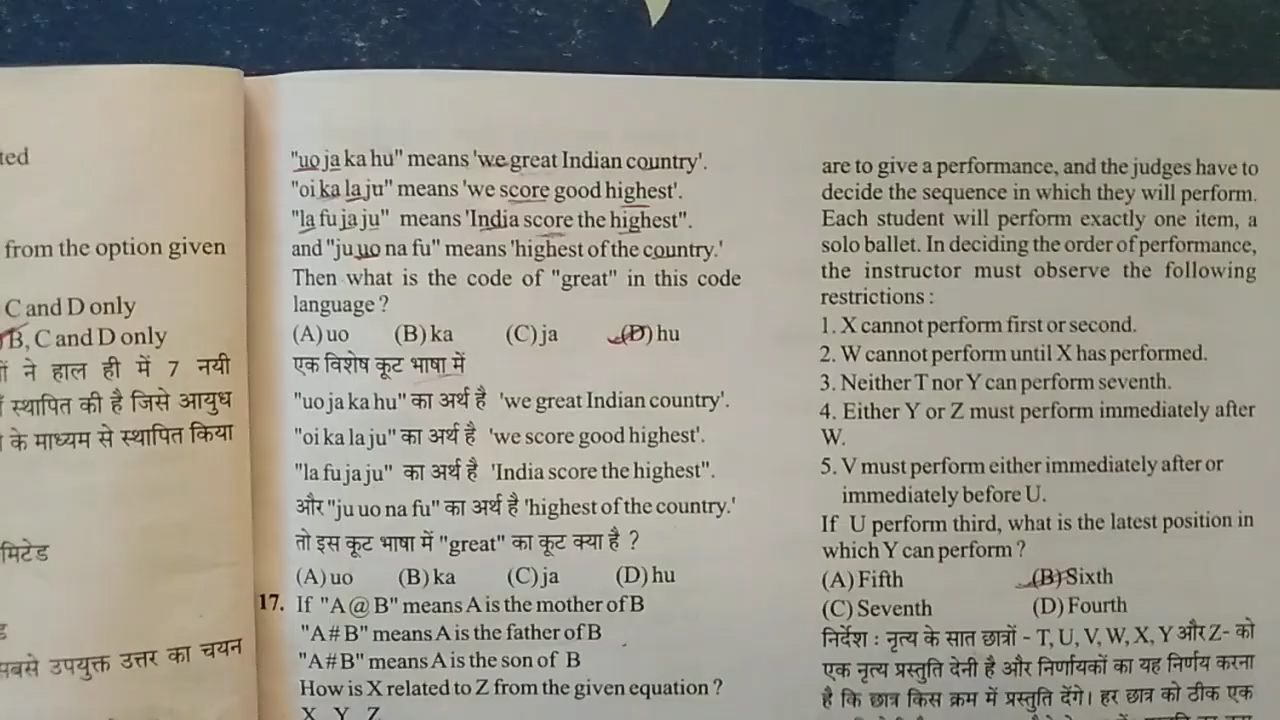 ted
from the option given
C and D only
B, C and D only
ों ने हाल ही में 7 नयी
स्थापित की है जिसे आयुध
के माध्यम से स्थापित किया
मिटेड
सबसे उपयुक्त उत्तर का चयन
"uo ja ka hu" means 'we great Indian country'.
"oi ka la ju" means 'we score good highest'.
"la fu ja ju" means 'India score the highest".
and "ju uo na fu" means 'highest of the country.'
Then what is the code of "great" in this code
language ?
(A) uo (B) ka (C) ja (D) hu
एक विशेष कूट भाषा में
"uo ja ka hu" का अर्थ है 'we great Indian country'.
"oi ka la ju" का अर्थ है 'we score good highest'.
"la fu ja ju" का अर्थ है 'India score the highest".
और "ju uo na fu" का अर्थ है 'highest of the country.'
तो इस कूट भाषा में "great" का कूट क्या है ?
(A) uo (B) ka (C) ja (D) hu
17. If "A @ B" means A is the mother of B
"A # B" means A is the father of B
"A # B" means A is the son of B
How is X related to Z from the given equation ?
X Y Z
are to give a performance, and the judges have to
decide the sequence in which they will perform.
Each student will perform exactly one item, a
solo ballet. In deciding the order of performance,
the instructor must observe the following
restrictions :
1. X cannot perform first or second.
2. W cannot perform until X has performed.
3. Neither T nor Y can perform seventh.
4. Either Y or Z must perform immediately after
W.
5. V must perform either immediately after or
immediately before U.
If U perform third, what is the latest position in
which Y can perform ?
(A) Fifth (B) Sixth
(C) Seventh (D) Fourth
निर्देश : नृत्य के सात छात्रों - T, U, V, W, X, Y और Z- को
एक नृत्य प्रस्तुति देनी है और निर्णायकों का यह निर्णय करना
है कि छात्र किस क्रम में प्रस्तुति देंगे। हर छात्र को ठीक एक